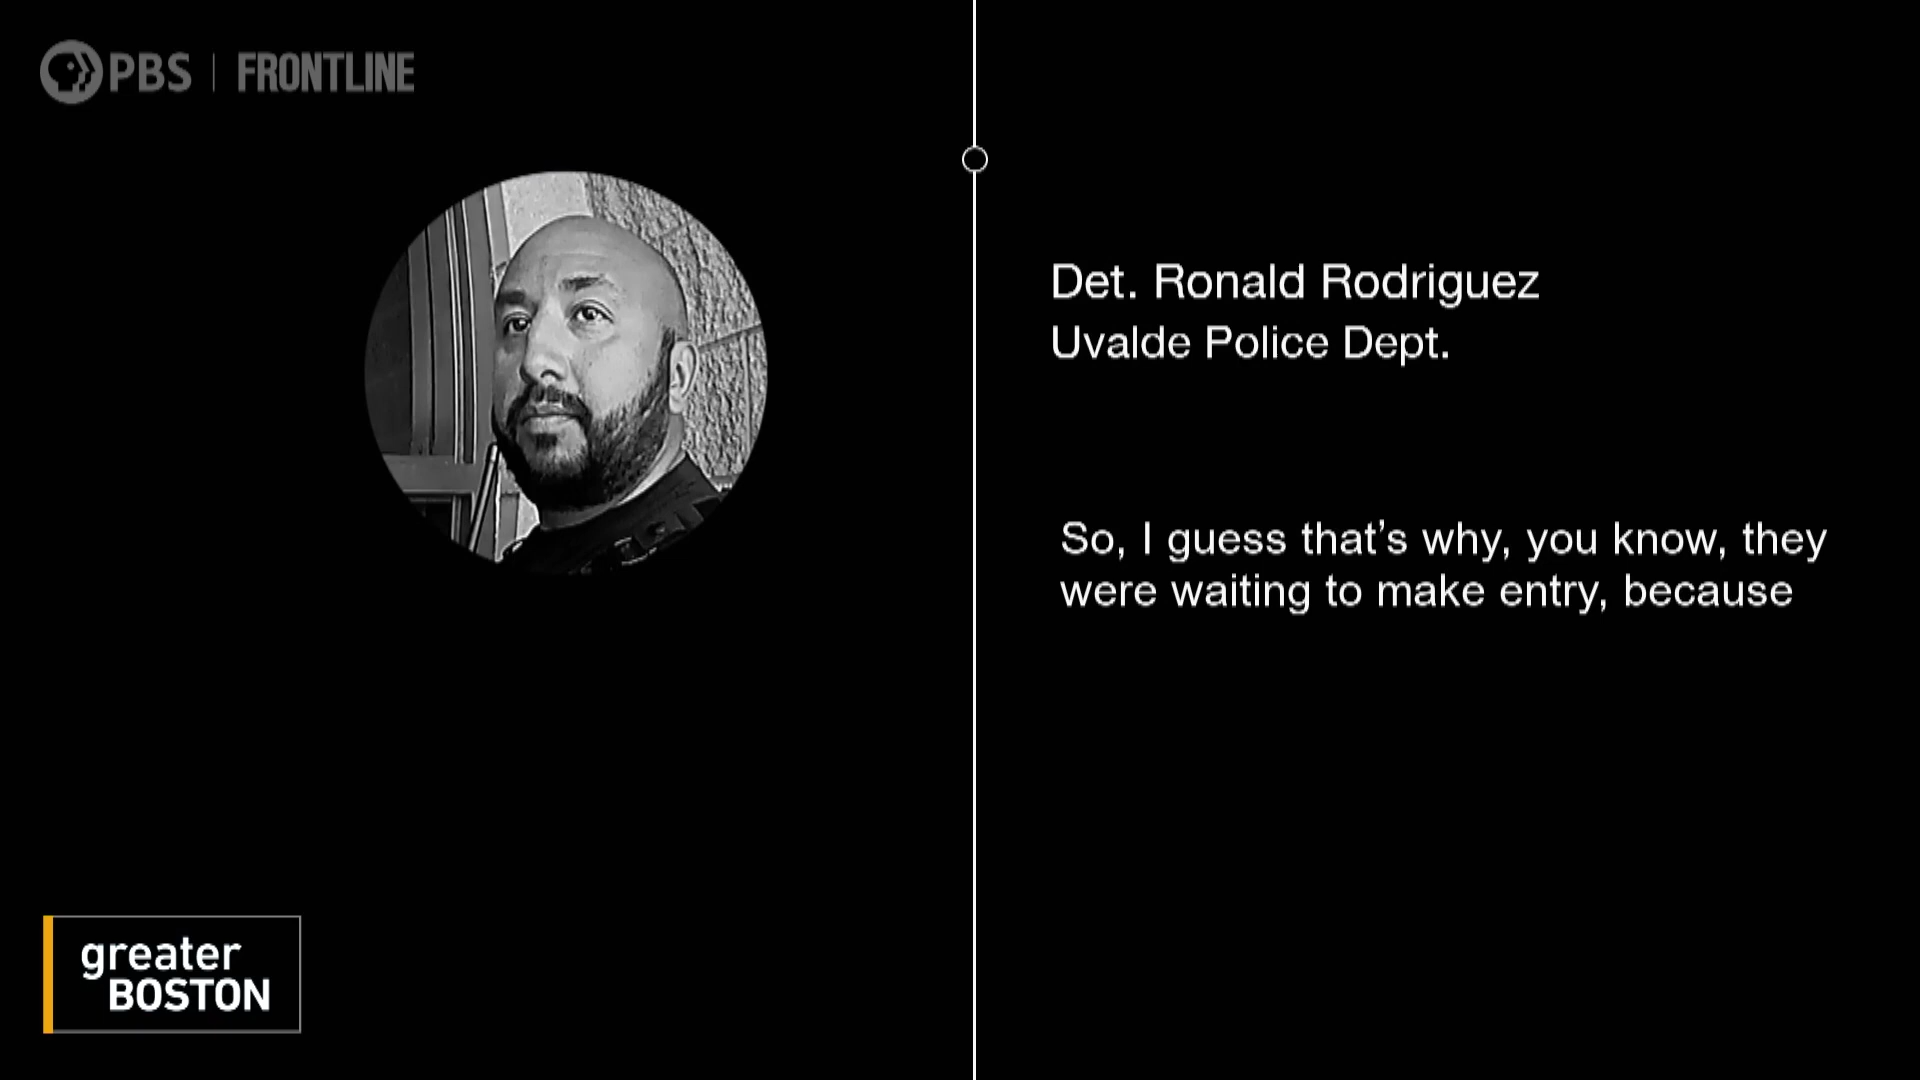 PBS | FRONTLINE
Det. Ronald Rodriguez
Uvalde Police Dept.
So, I guess that’s why, you know, they
were waiting to make entry, because
greater
BOSTON